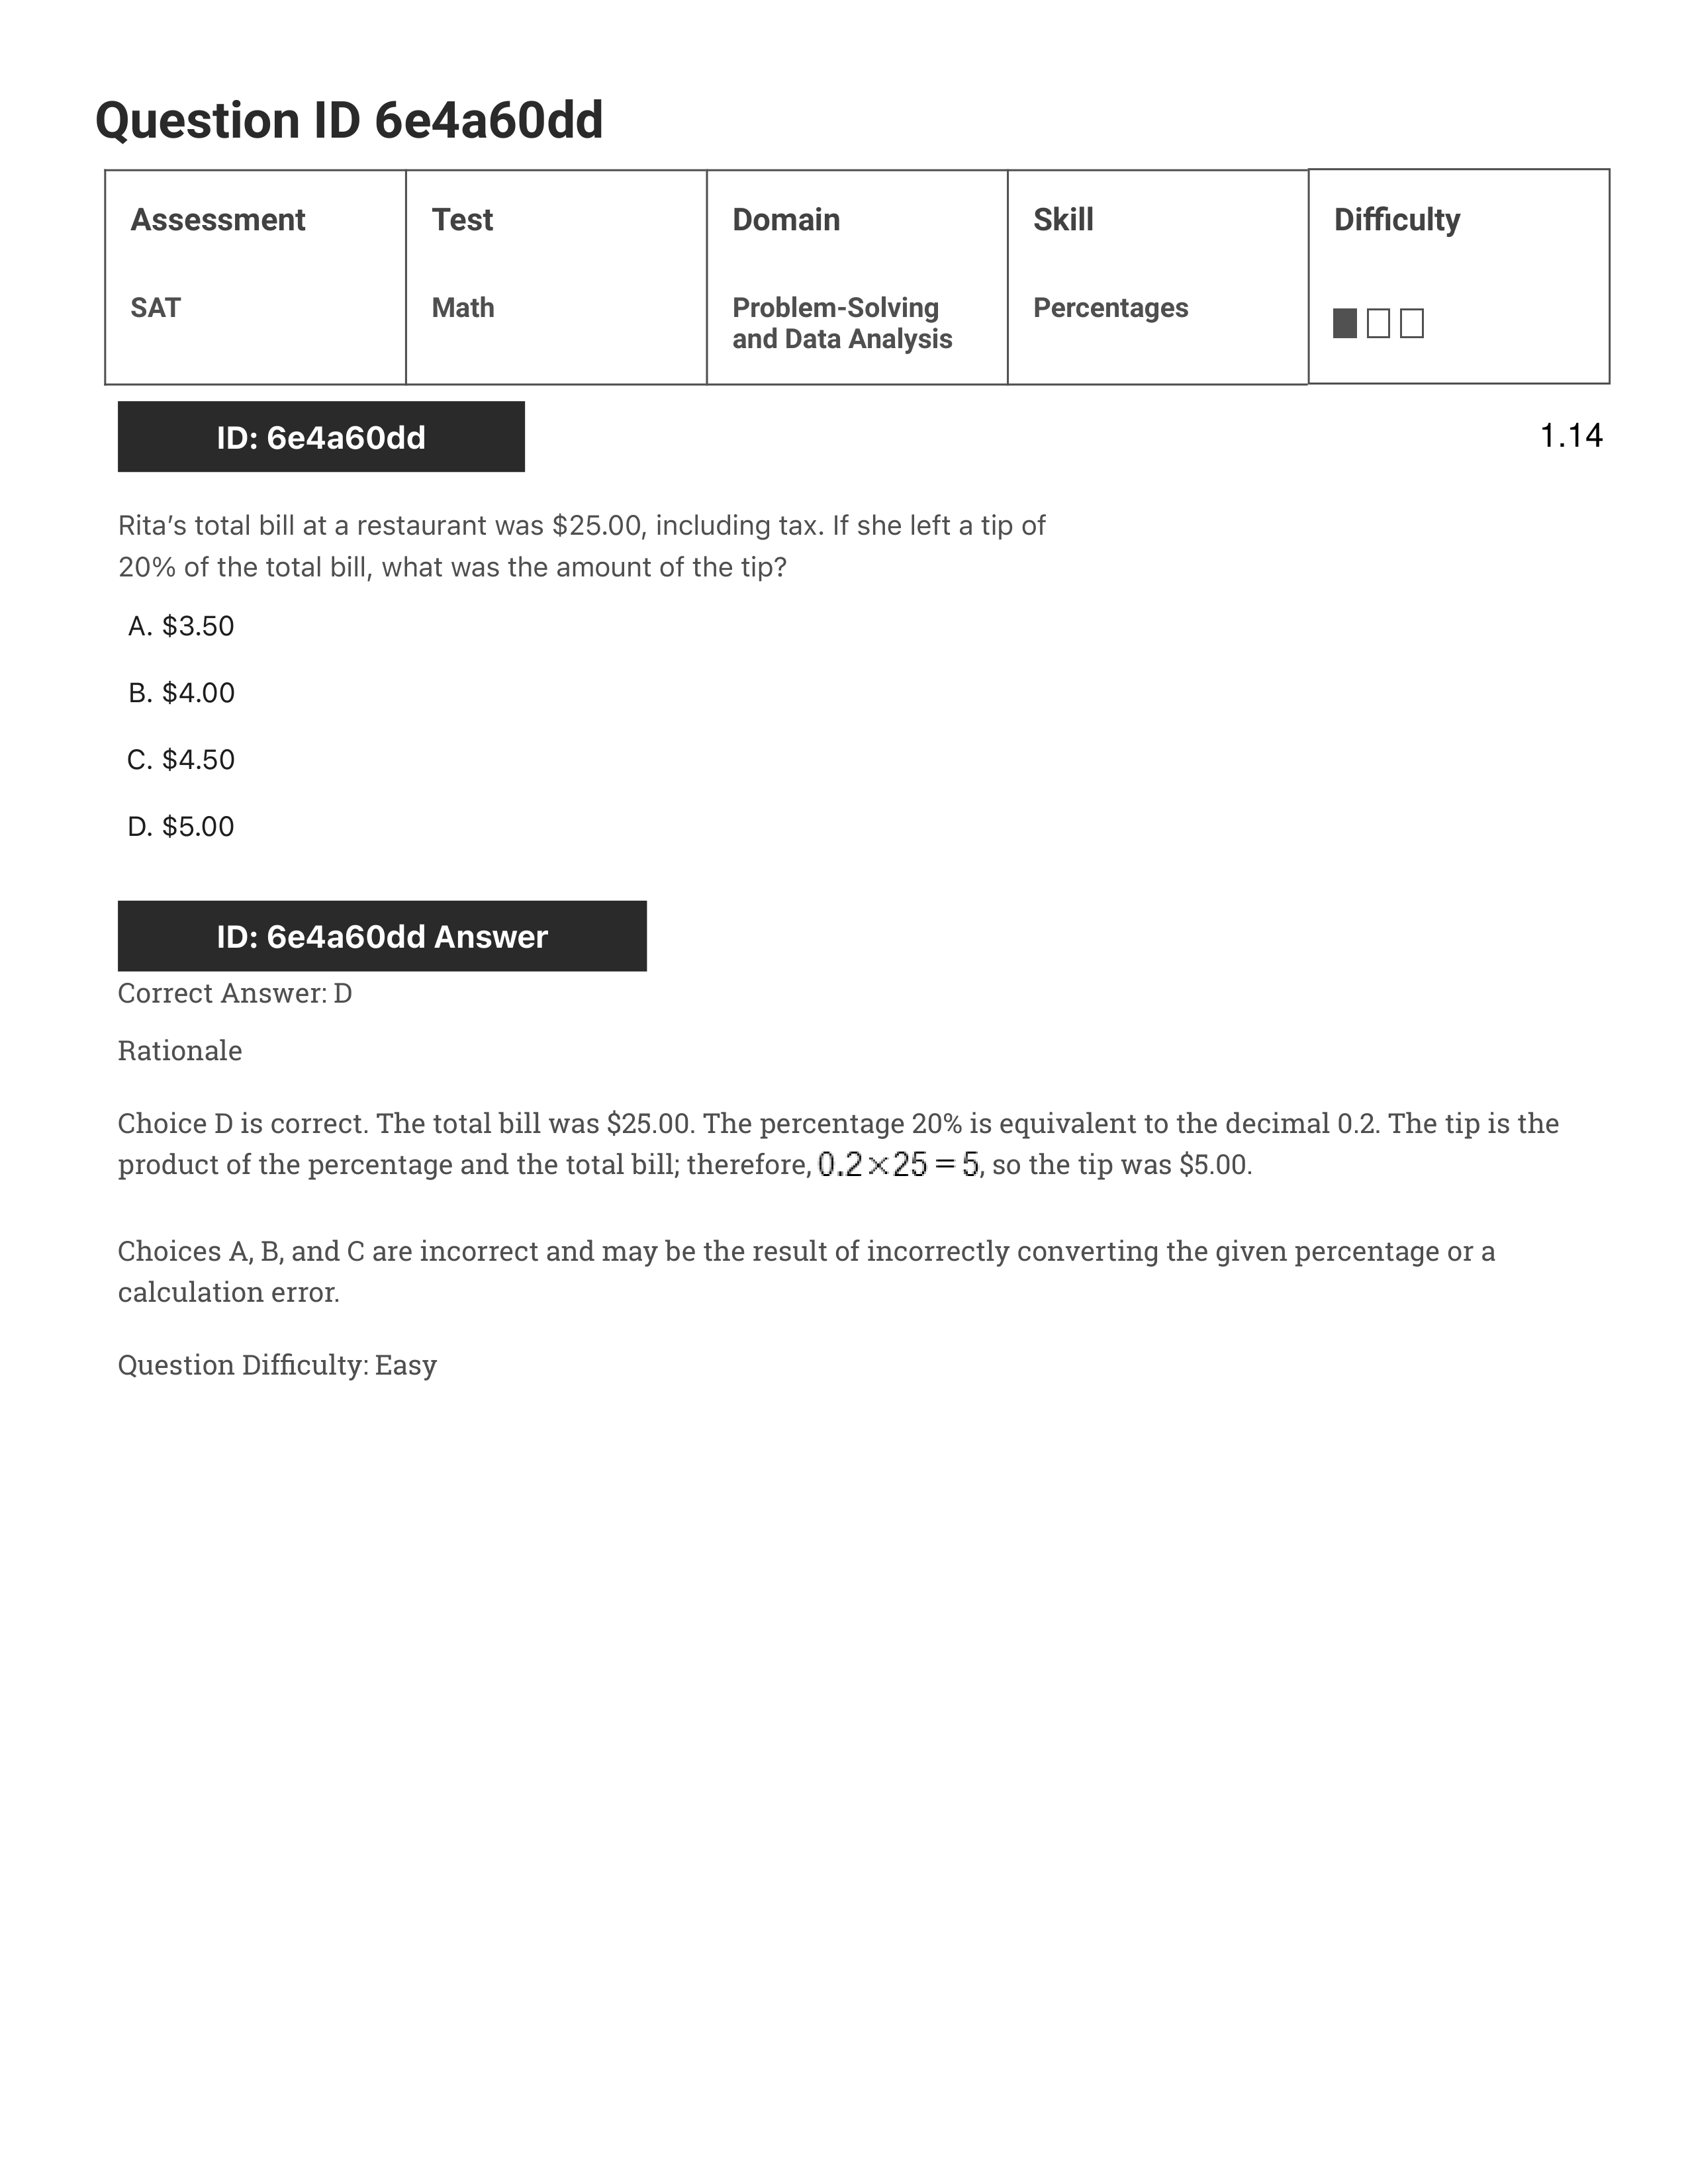 Question ID 6e4a60dd
Assessment
Test
Domain
Skill
Difficulty
SAT
Math
Problem-Solving
and Data Analysis
Percentages
ID: 6e4a60dd
1.14
Rita’s total bill at a restaurant was $25.00, including tax. If she left a tip of
20% of the total bill, what was the amount of the tip?
A. $3.50
B. $4.00
C. $4.50
D. $5.00
ID: 6e4a60dd Answer
Correct Answer: D
Rationale
Choice D is correct. The total bill was $25.00. The percentage 20% is equivalent to the decimal 0.2. The tip is the
product of the percentage and the total bill; therefore, 0.2×25=5, so the tip was $5.00.
Choices A, B, and C are incorrect and may be the result of incorrectly converting the given percentage or a
calculation error.
Question Difficulty: Easy